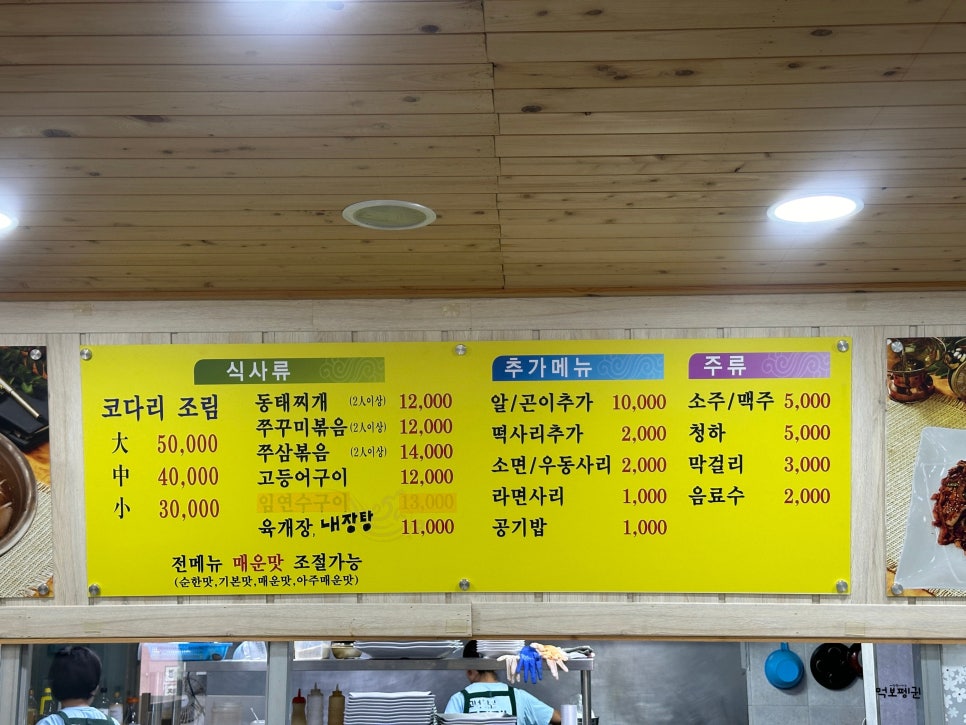 식사류
코다리 조림
大 50,000
中 40,000
小 30,000
동태찌개 (2人이상) 12,000
쭈꾸미볶음 (2人이상) 12,000
쭈삼볶음 (2人이상) 14,000
고등어구이 12,000
임연수구이 13,000
육개장, 내장탕 11,000
전메뉴 매운맛 조절가능
(순한맛,기본맛,매운맛,아주매운맛)
추가메뉴
알/곤이추가 10,000
떡사리추가 2,000
소면/우동사리 2,000
라면사리 1,000
공기밥 1,000
주류
소주/맥주 5,000
청하 5,000
막걸리 3,000
음료수 2,000